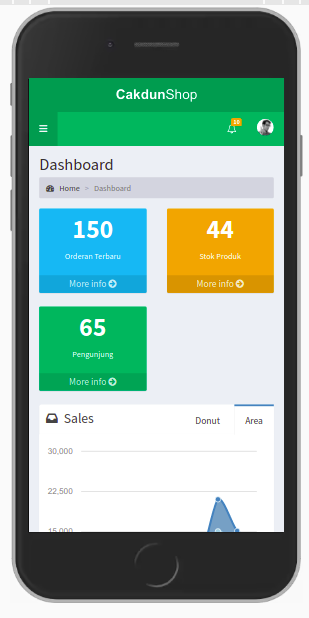 CakdunShop
10
Dashboard
Home > Dashboard
150
Orderan Terbaru
More info
44
Stok Produk
More info
65
Pengunjung
More info
Sales
Donut
Area
30,000
22,500
15,000